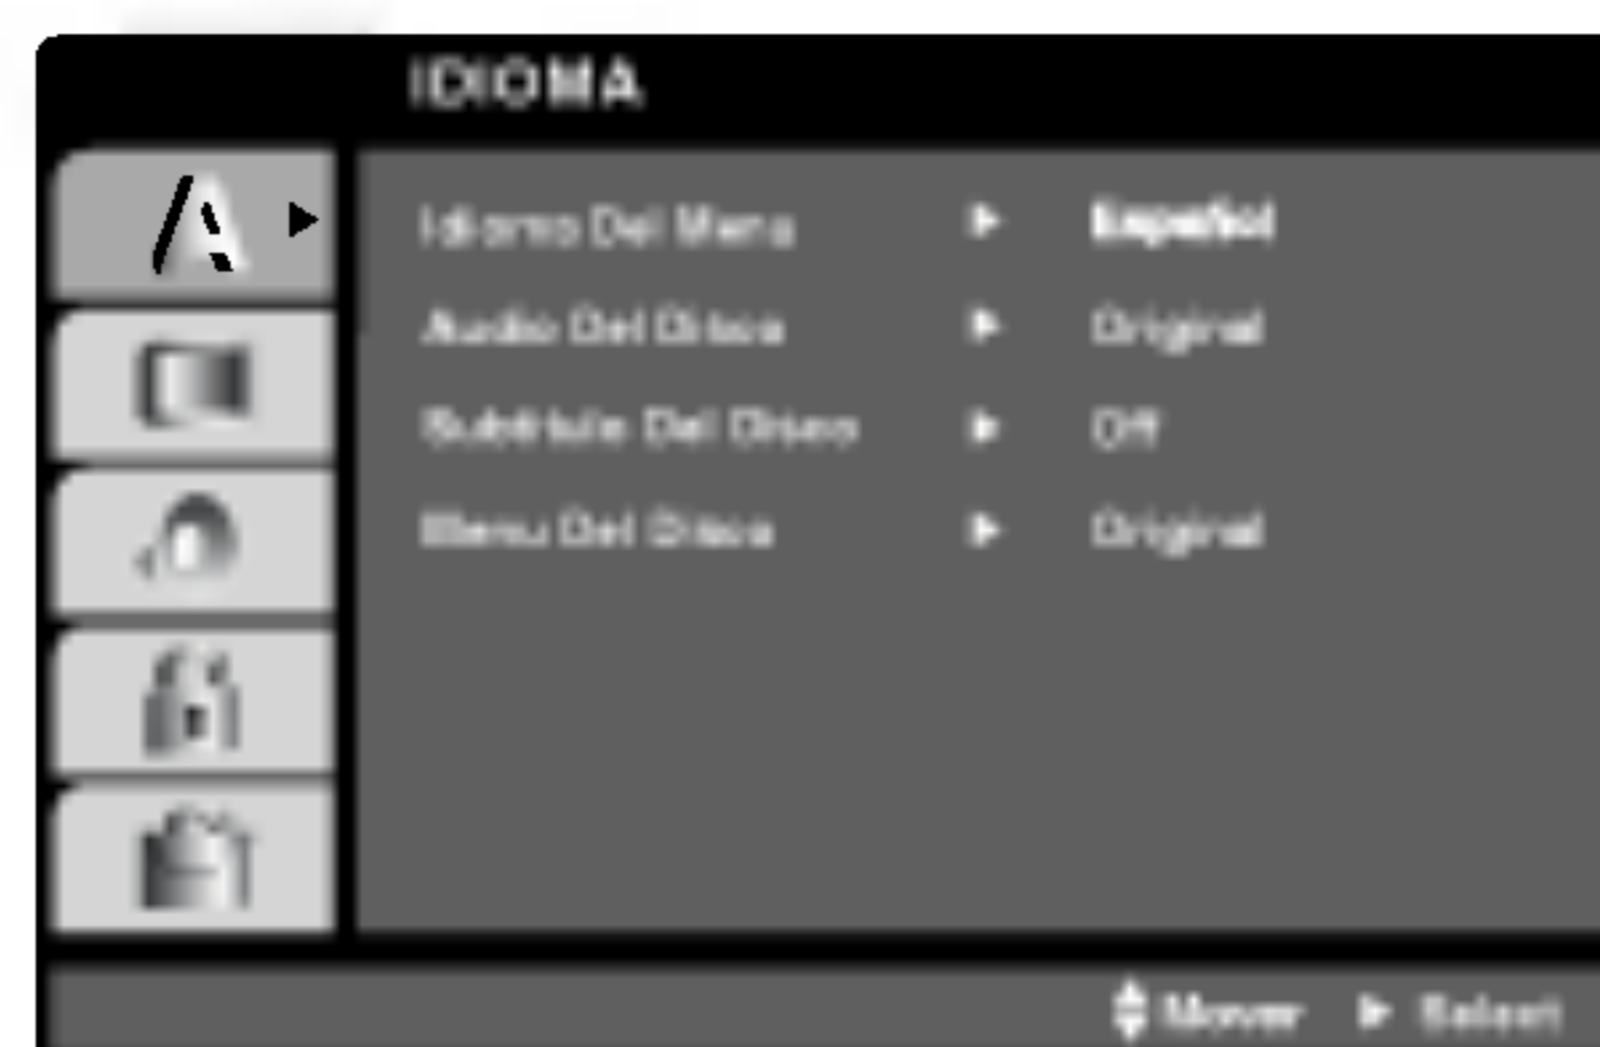 IDIOMA
Idioma Del Menu Español
Audio Del Disco Original
Subtitulo Del Disco Off
Menu Del Disco Original
Mover Select